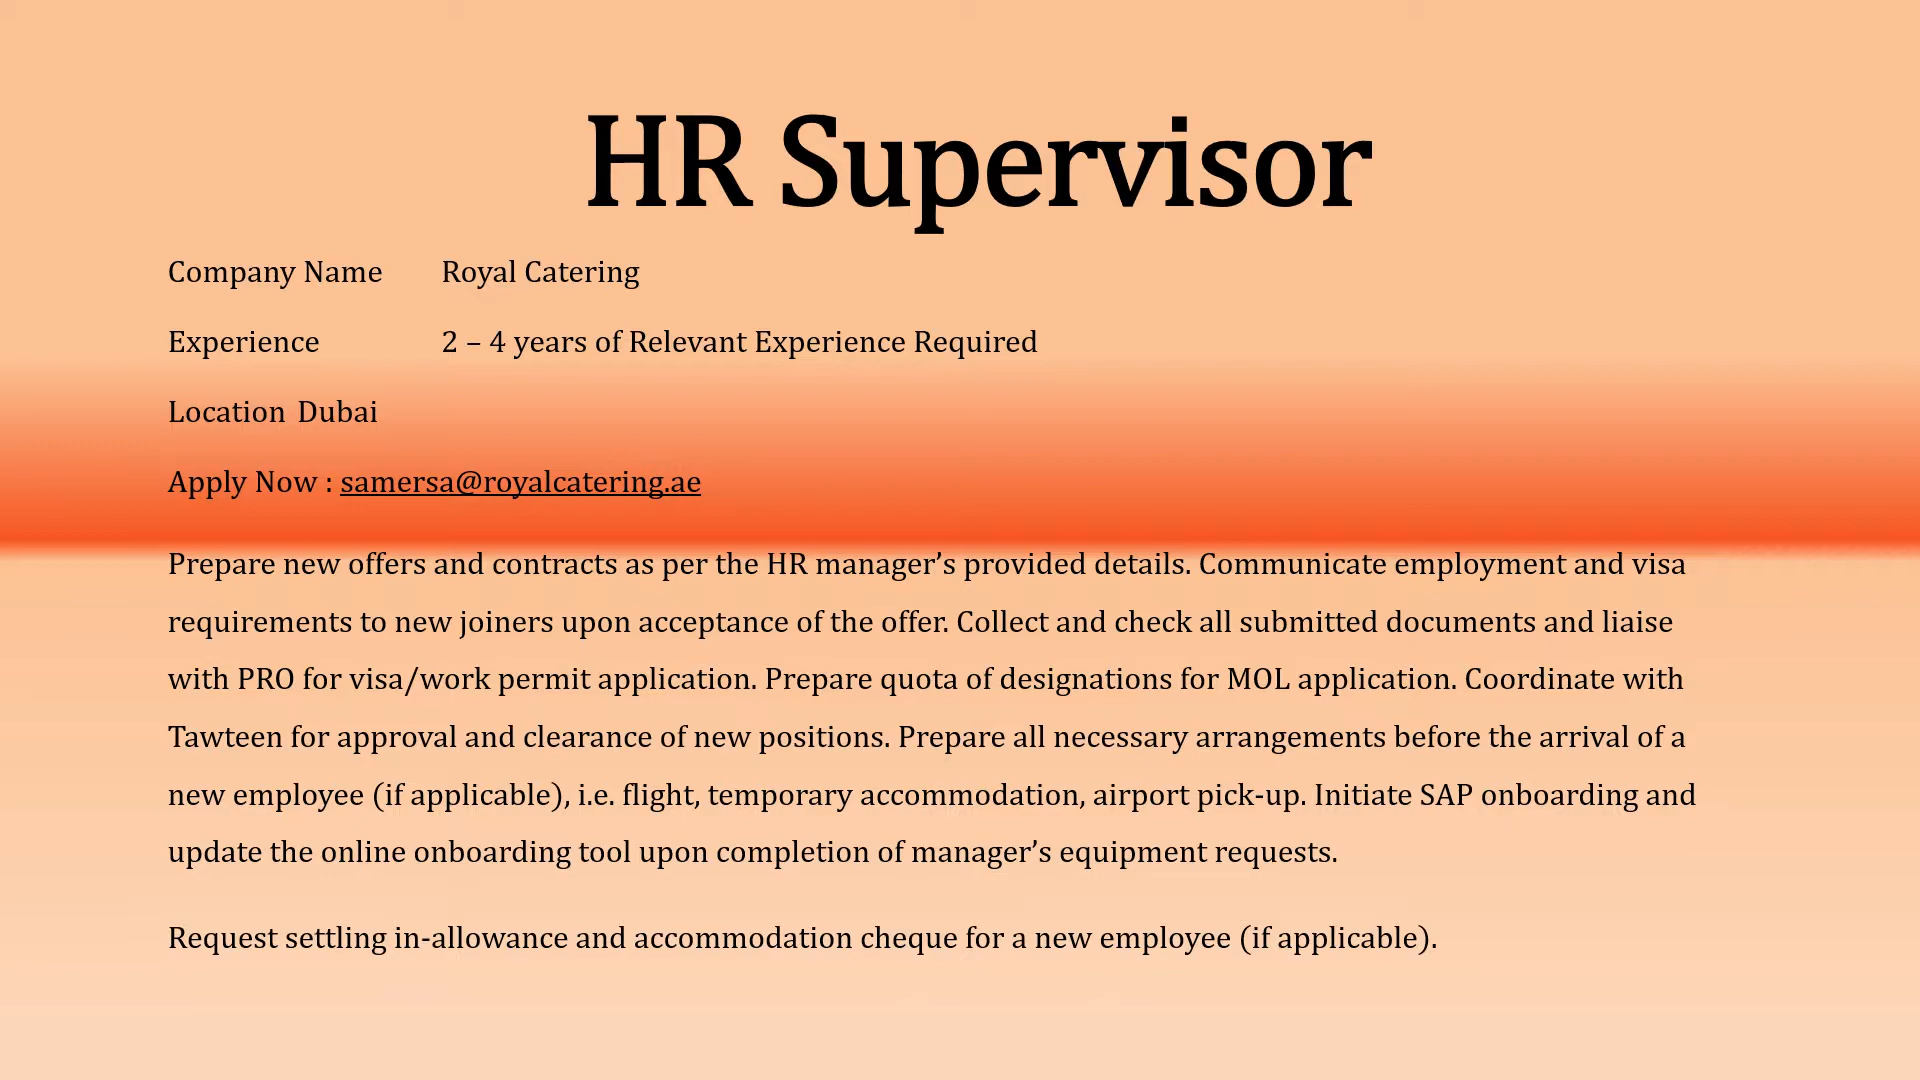 HR Supervisor
Company Name Royal Catering
Experience 2 – 4 years of Relevant Experience Required
Location Dubai
Apply Now : samersa@royalcatering.ae
Prepare new offers and contracts as per the HR manager’s provided details. Communicate employment and visa
requirements to new joiners upon acceptance of the offer. Collect and check all submitted documents and liaise
with PRO for visa/work permit application. Prepare quota of designations for MOL application. Coordinate with
Tawteen for approval and clearance of new positions. Prepare all necessary arrangements before the arrival of a
new employee (if applicable), i.e. flight, temporary accommodation, airport pick-up. Initiate SAP onboarding and
update the online onboarding tool upon completion of manager’s equipment requests.
Request settling in-allowance and accommodation cheque for a new employee (if applicable).